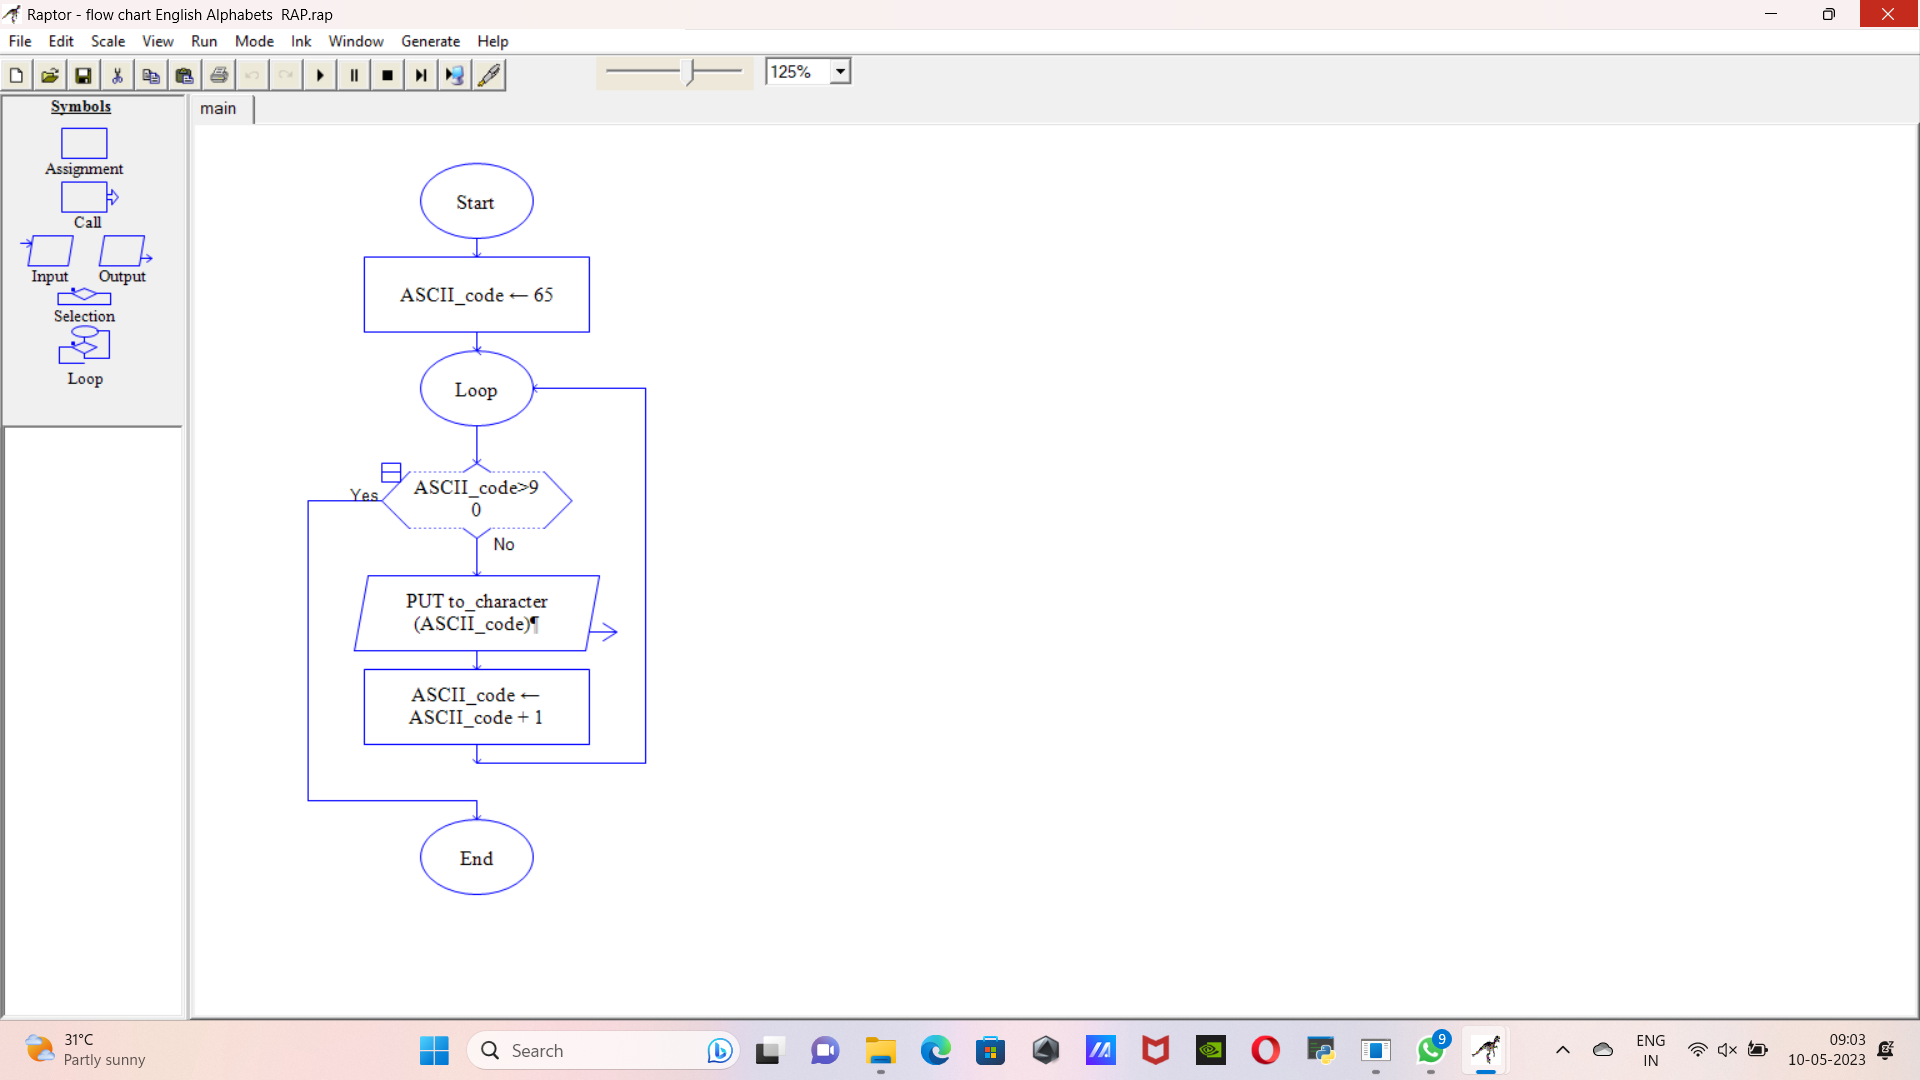 Raptor - flow chart English Alphabets  RAP.rap
File Edit Scale View Run Mode Ink Window Generate Help
125%
Symbols
Assignment
Call
Input Output
Selection
Loop
main
Start
ASCII_code ← 65
Loop
Yes
ASCII_code>9
0
No
PUT to_character
(ASCII_code)¶
ASCII_code ←
ASCII_code + 1
End
31°C
Partly sunny
Search
9
ENG
IN
09:03
10-05-2023